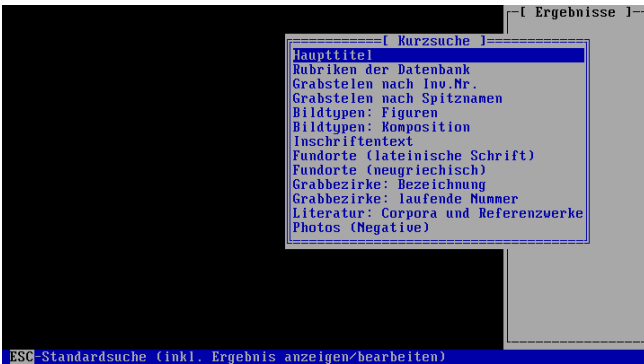 [ Ergebnisse ]
[ Kurzsuche ]
Haupttitel
Rubriken der Datenbank
Grabstelen nach Inv.Nr.
Grabstelen nach Spitznamen
Bildtypen: Figuren
Bildtypen: Komposition
Inschriftentext
Fundorte (lateinische Schrift)
Fundorte (neugriechisch)
Grabbezirke: Bezeichnung
Grabbezirke: laufende Nummer
Literatur: Corpora und Referenzwerke
Photos (Negative)
ESC-Standardsuche (inkl. Ergebnis anzeigen/bearbeiten)